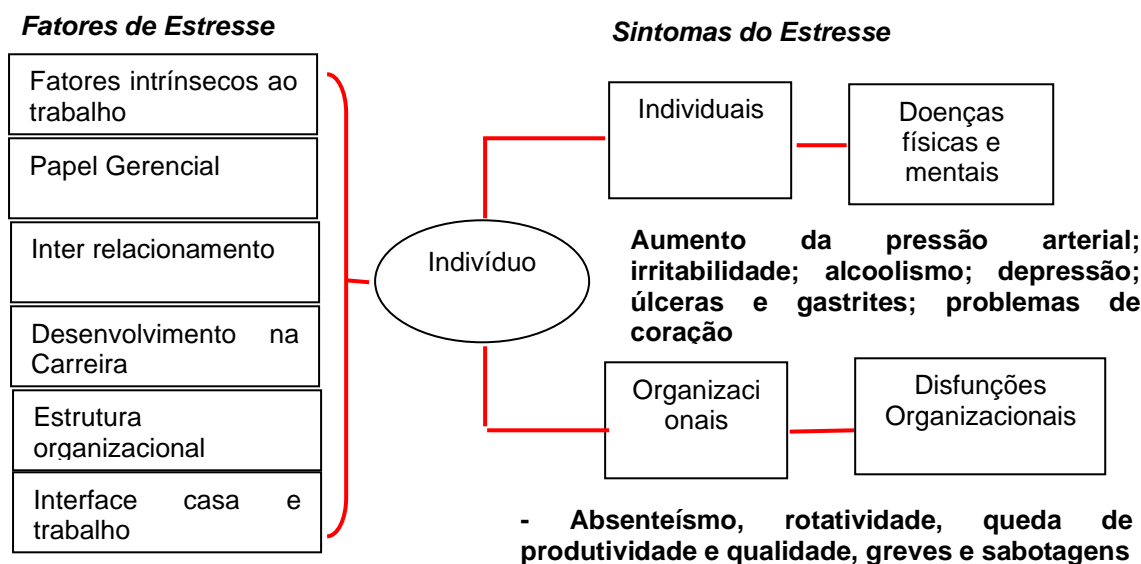 Fatores de Estresse
Fatores intrínsecos ao
trabalho
Papel Gerencial
Inter relacionamento
Desenvolvimento na
Carreira
Estrutura
organizacional
Interface casa e
trabalho
Indivíduo
Sintomas do Estresse
Individuais
Doenças
físicas e
mentais
Aumento da pressão arterial;
irritabilidade; alcoolismo; depressão;
úlceras e gastrites; problemas de
coração
Organizaci
onais
Disfunções
Organizacionais
- Absenteísmo, rotatividade, queda de
produtividade e qualidade, greves e sabotagens